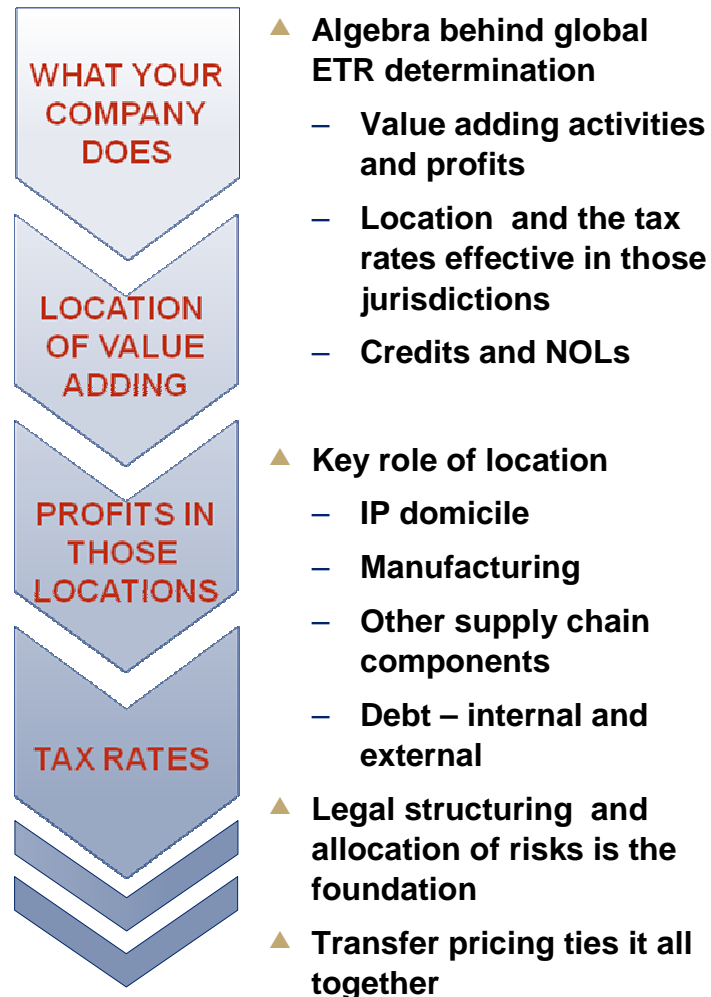 WHAT YOUR
COMPANY
DOES
LOCATION
OF VALUE
ADDING
PROFITS IN
THOSE
LOCATIONS
TAX RATES
Algebra behind global
ETR determination
– Value adding activities
and profits
– Location and the tax
rates effective in those
jurisdictions
– Credits and NOLs
Key role of location
– IP domicile
– Manufacturing
– Other supply chain
components
– Debt – internal and
external
Legal structuring and
allocation of risks is the
foundation
Transfer pricing ties it all
together